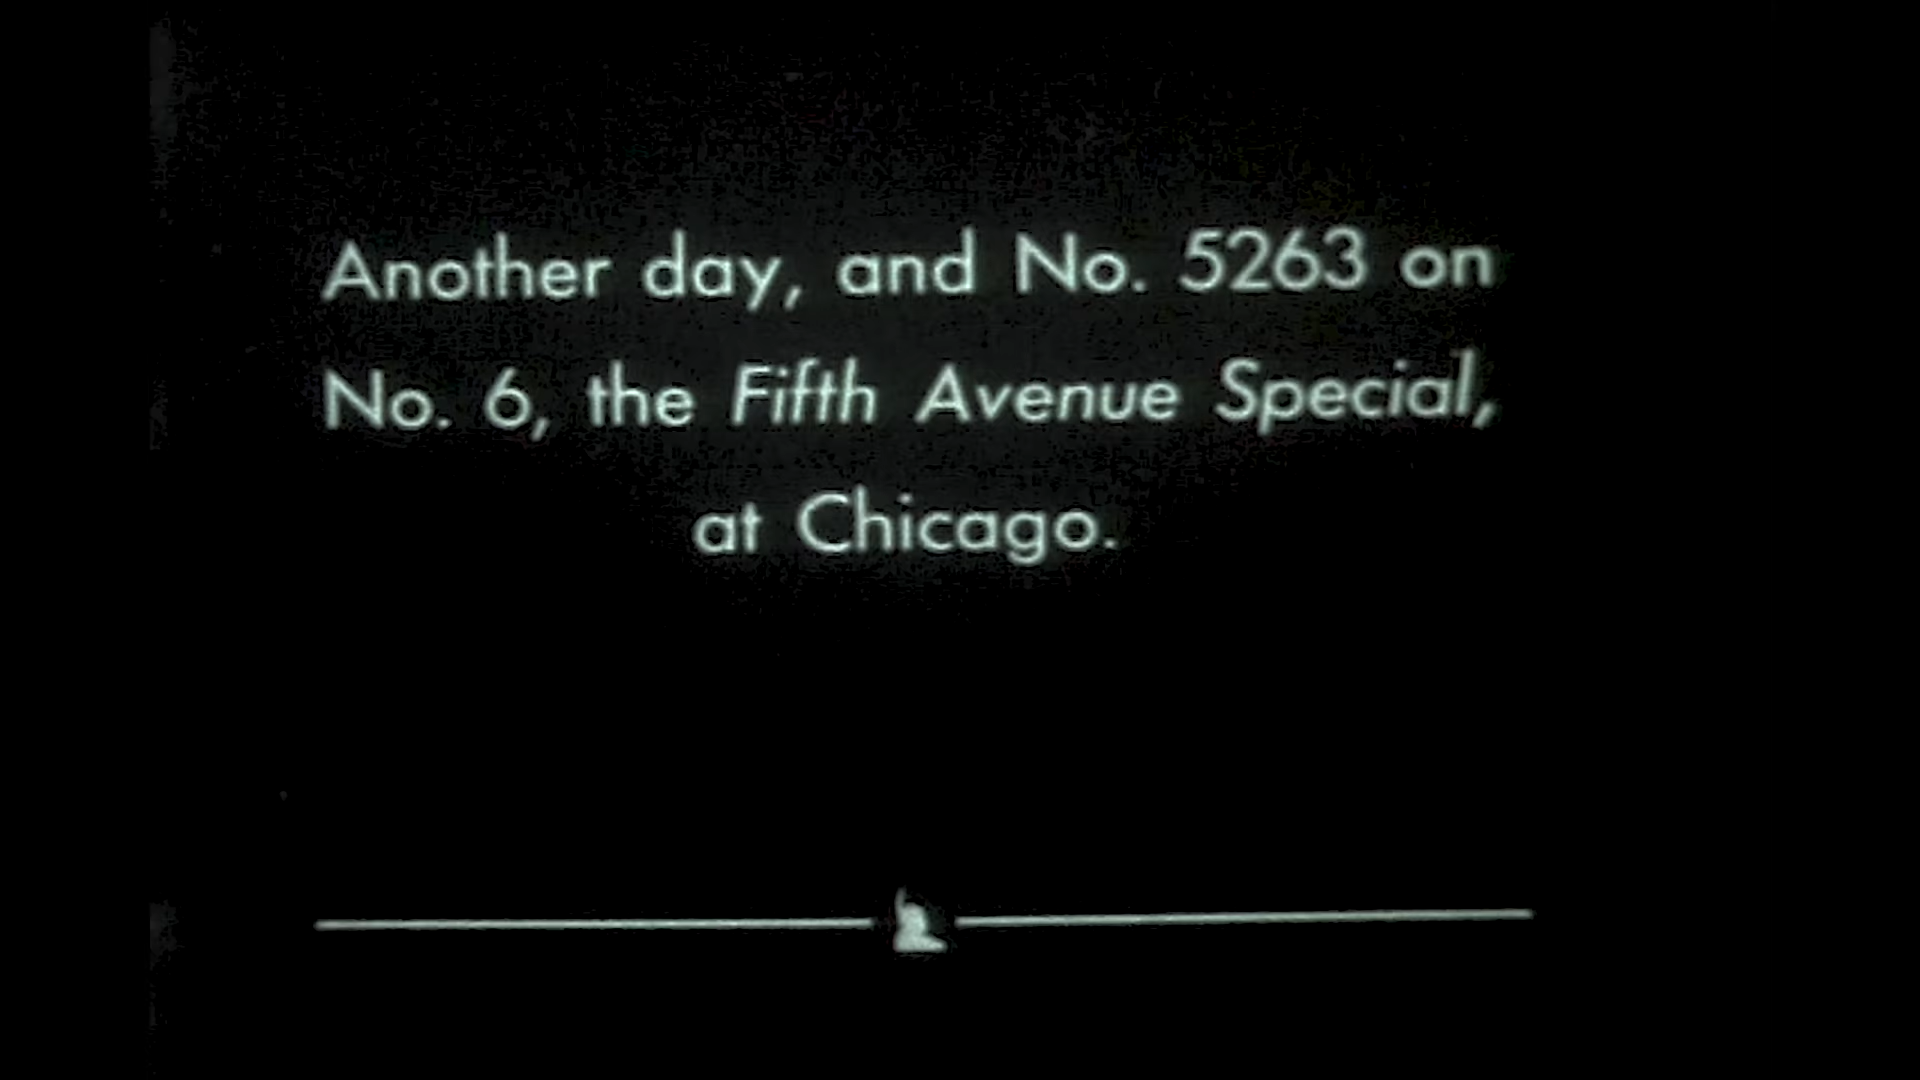 Another day, and No. 5263 on
No. 6, the Fifth Avenue Special,
at Chicago.